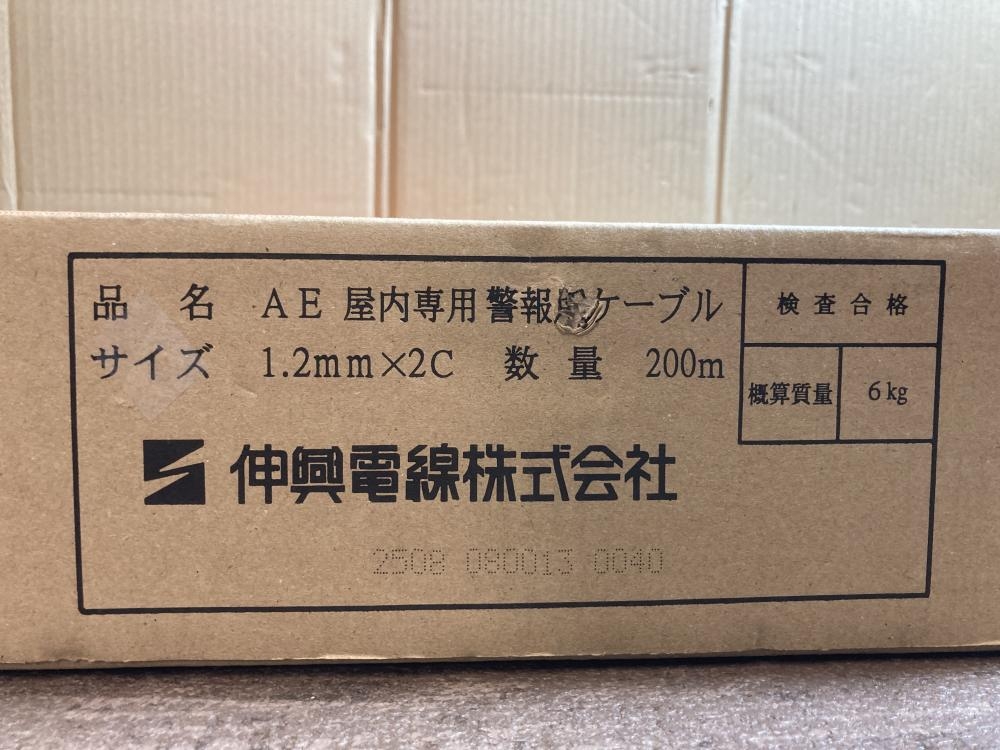 品 名 AE 屋内専用 警報用ケーブル
サイズ 1.2mm×2C 数 量 200m
検査合格
概算質量 6kg
伸興電線株式会社
2508 080013 0040